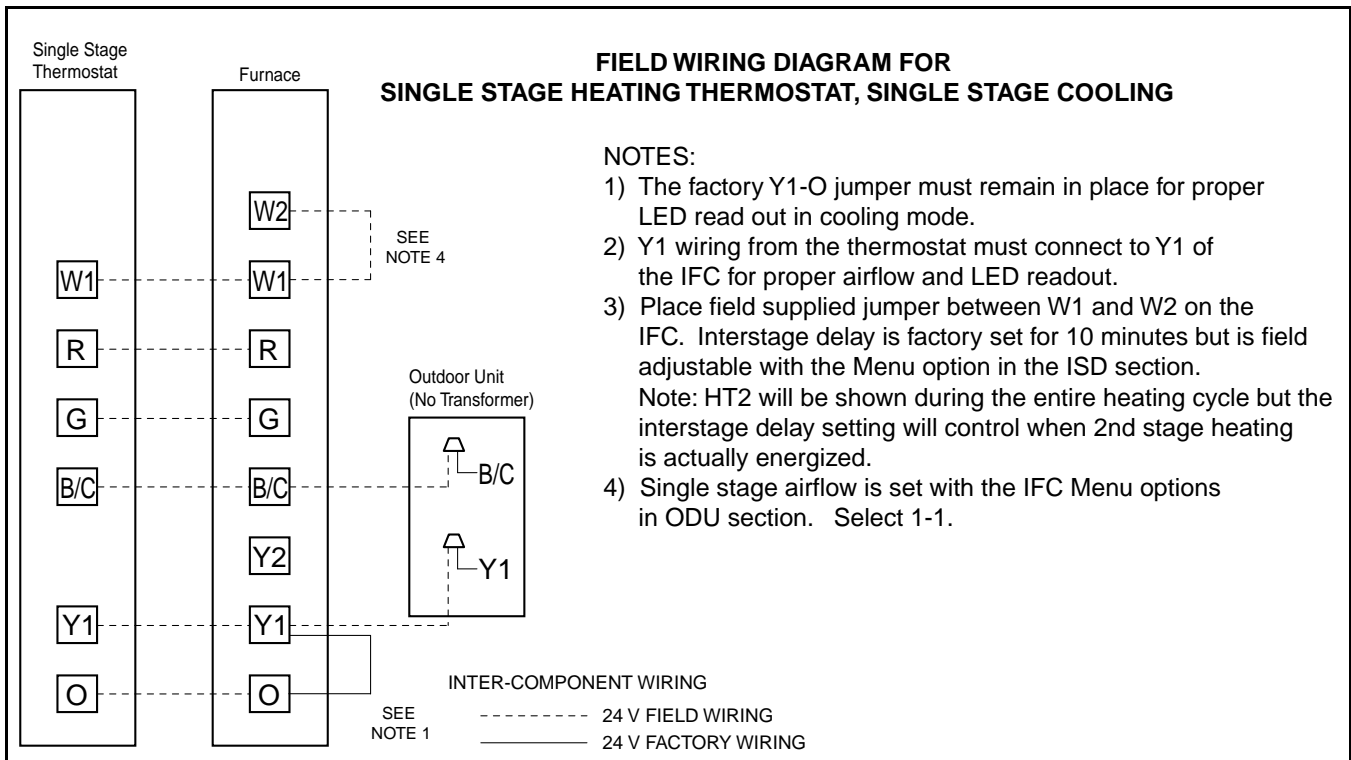 Single Stage
Thermostat
Furnace
FIELD WIRING DIAGRAM FOR
SINGLE STAGE HEATING THERMOSTAT, SINGLE STAGE COOLING
W2
SEE
NOTE 4
W1
W1
R
R
G
G
B/C
B/C
Y2
Y1
Y1
O
O
SEE
NOTE 1
Outdoor Unit
(No Transformer)
B/C
Y1
NOTES:
1) The factory Y1-O jumper must remain in place for proper
LED read out in cooling mode.
2) Y1 wiring from the thermostat must connect to Y1 of
the IFC for proper airflow and LED readout.
3) Place field supplied jumper between W1 and W2 on the
IFC. Interstage delay is factory set for 10 minutes but is field
adjustable with the Menu option in the ISD section.
Note: HT2 will be shown during the entire heating cycle but the
interstage delay setting will control when 2nd stage heating
is actually energized.
4) Single stage airflow is set with the IFC Menu options
in ODU section. Select 1-1.
INTER-COMPONENT WIRING
24 V FIELD WIRING
24 V FACTORY WIRING